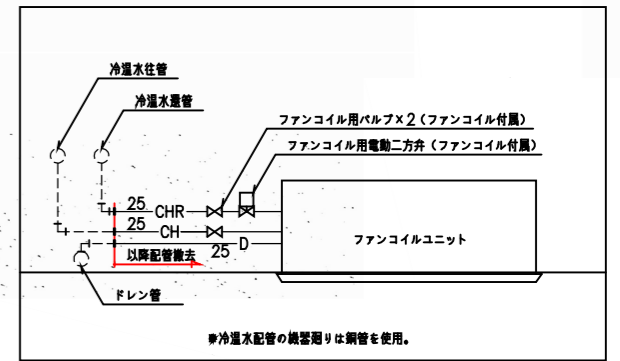 冷温水往管
冷温水還管
ファンコイル用バルブ×2(ファンコイル付属)
ファンコイル用電動二方弁(ファンコイル付属)
25 CHR
25 CH
25 D
以降配管撤去
ファンコイルユニット
ドレン管
※冷温水配管の機器廻りは銅管を使用。